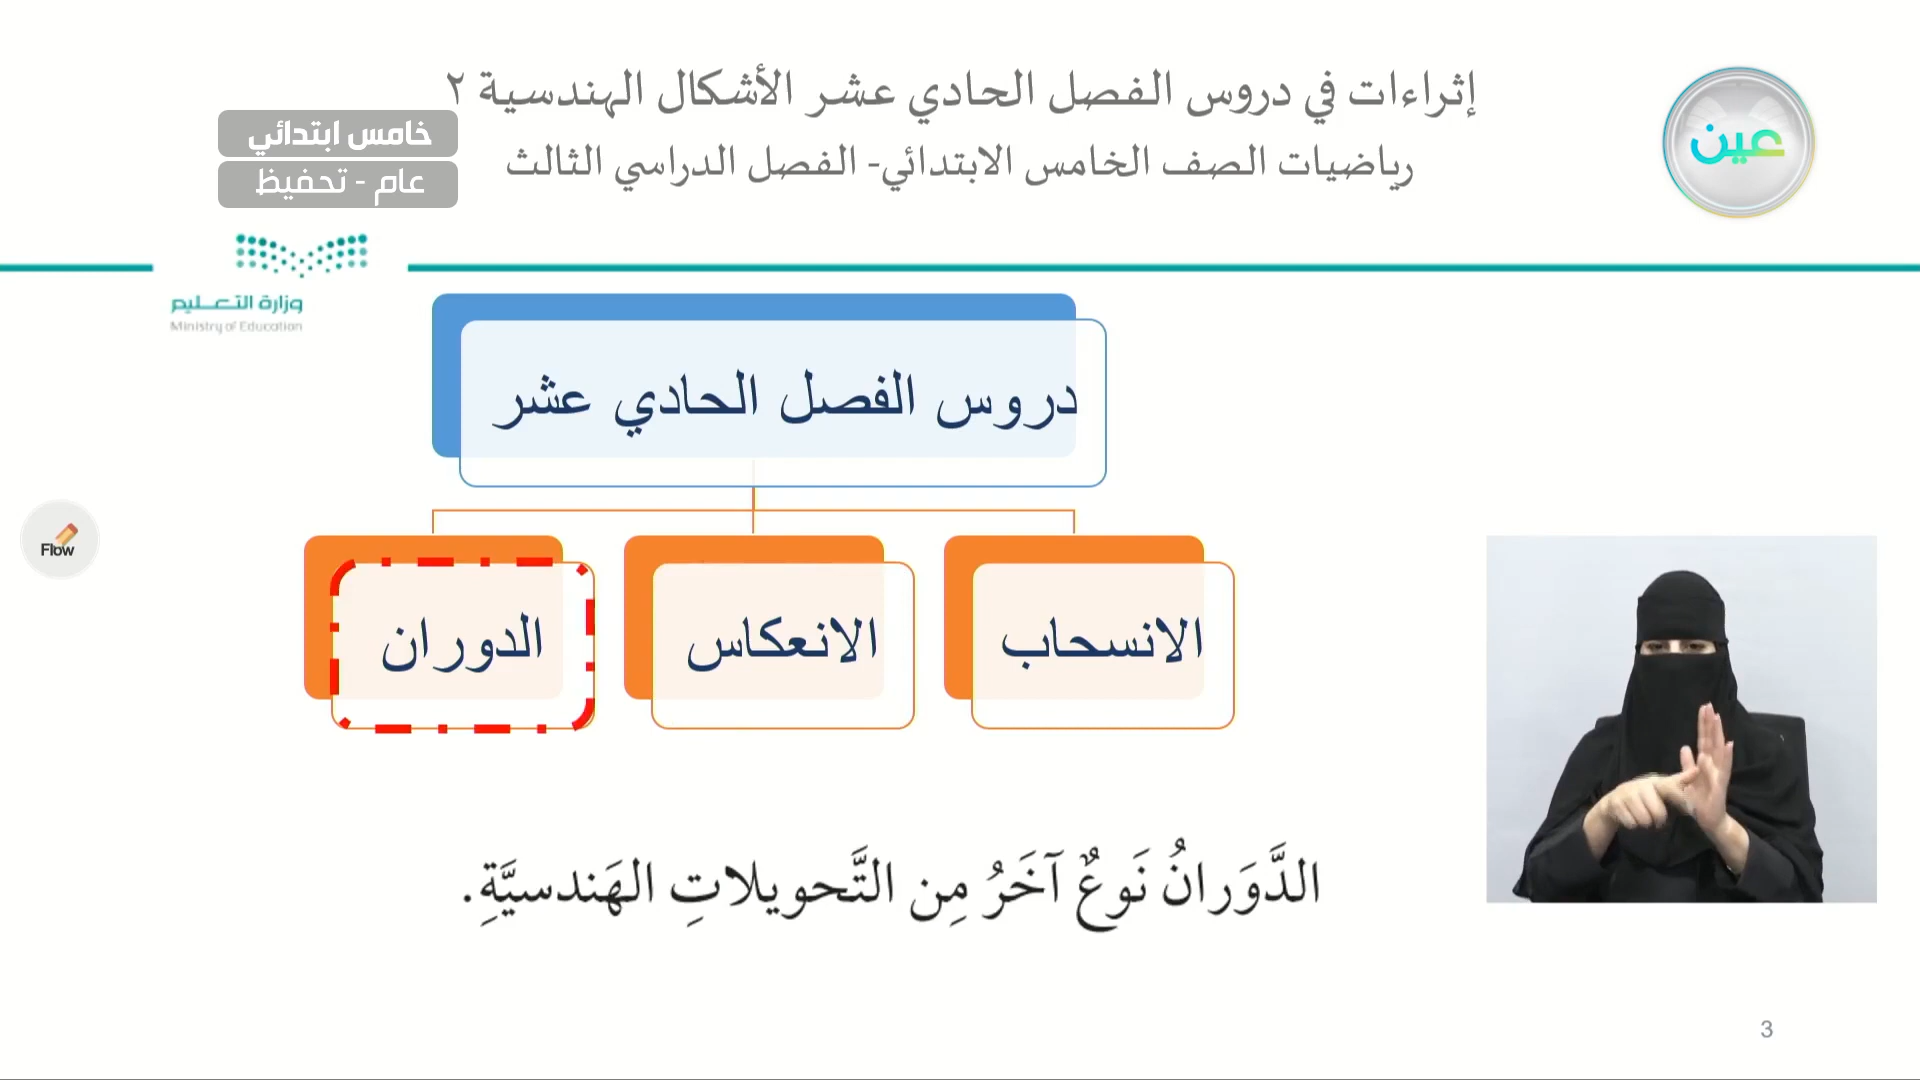 إثراءات في دروس الفصل الحادي عشر الأشكال الهندسية ٢
رياضيات الصف الخامس الابتدائي- الفصل الدراسي الثالث
خامس ابتدائي
عام - تحفيظ
عين
وزارة التعليم
Ministry of Education
دروس الفصل الحادي عشر
الانسحاب
الانعكاس
الدوران
Flow
الدَّوَرانُ نَوعٌ آخَرُ مِن التَّحويلاتِ الهَندسيَّةِ.
3